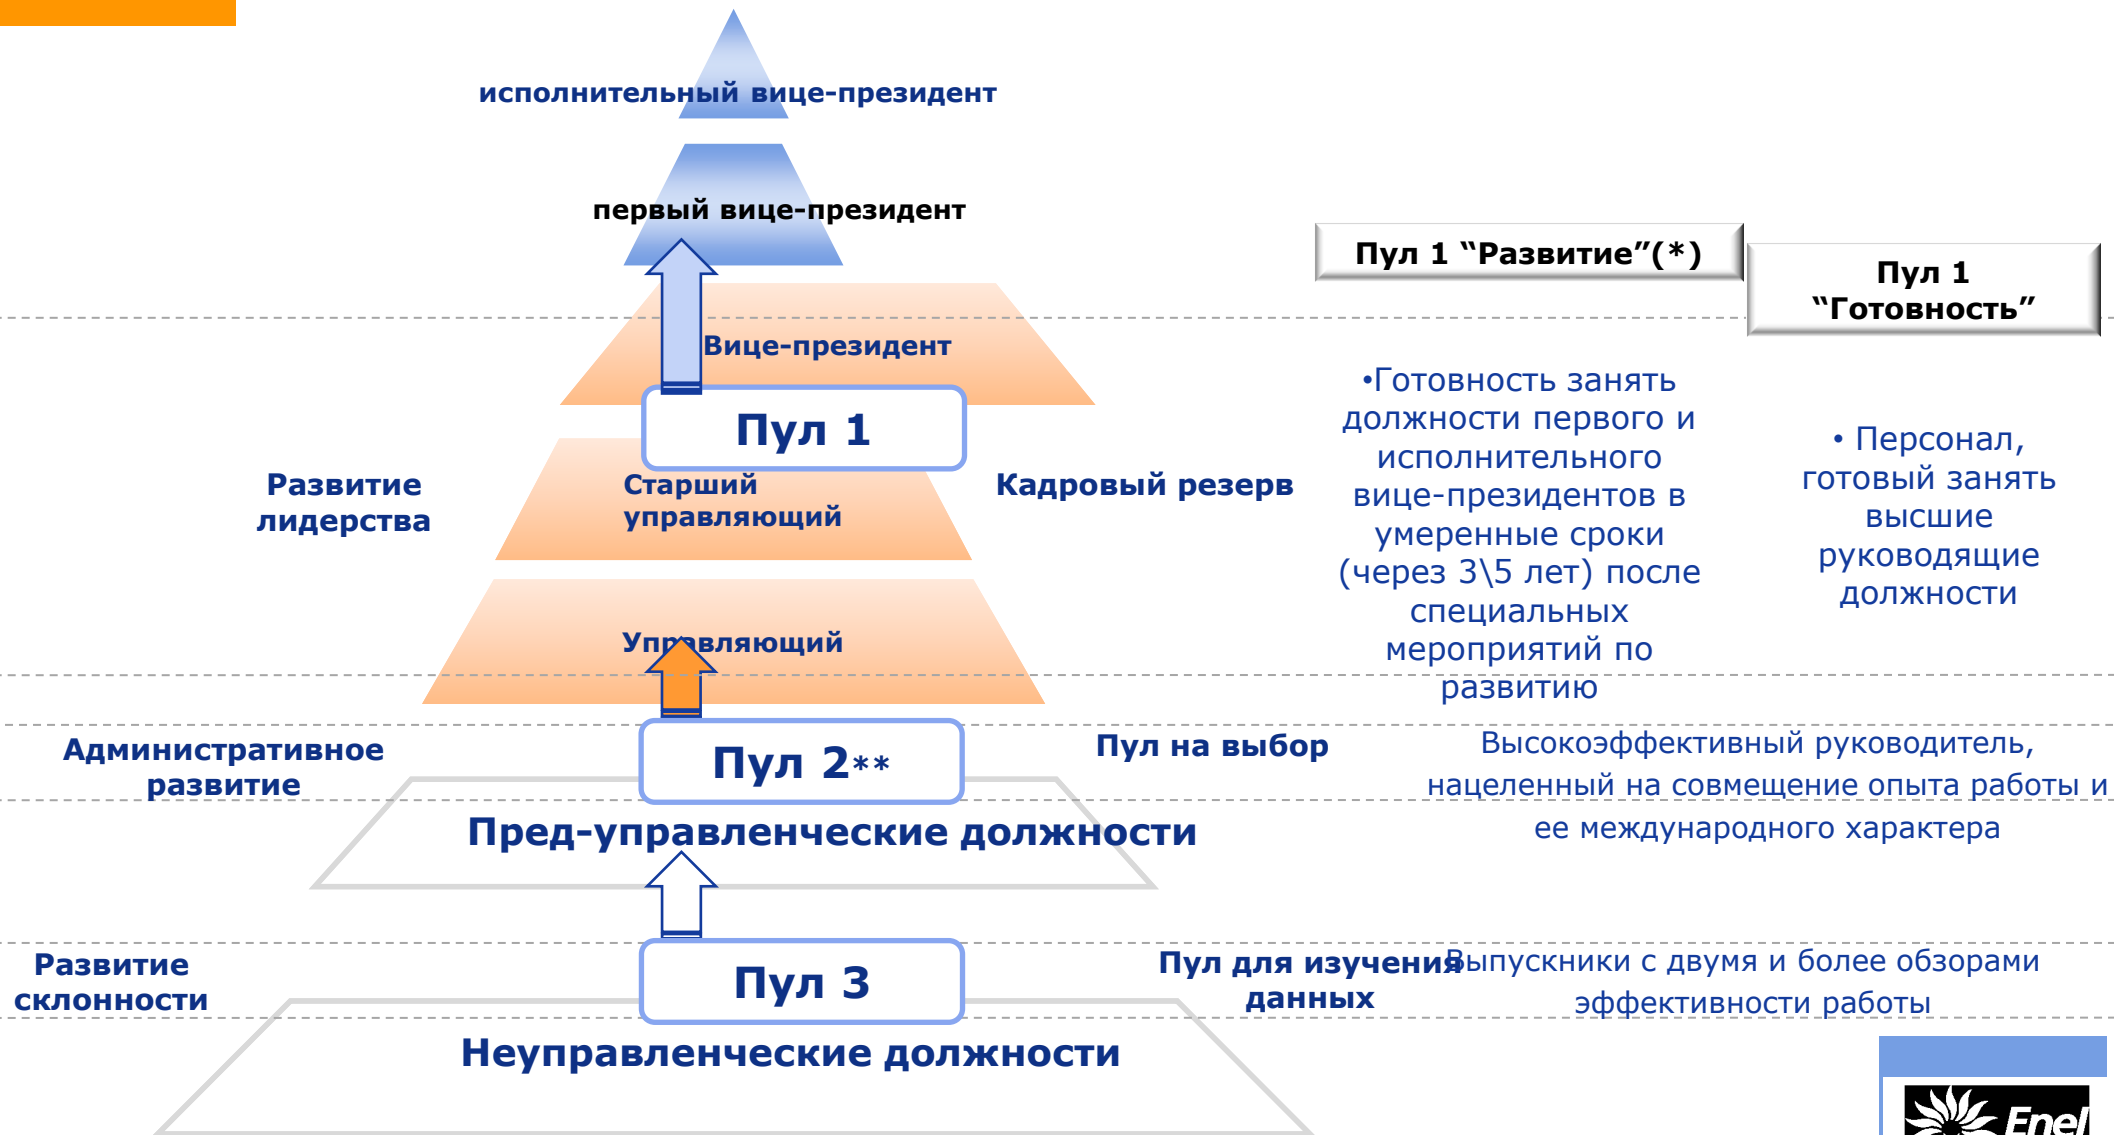 исполнительный вице-президент
первый вице-президент
Пул 1 “Развитие”(*)
Пул 1
“Готовность”
Вице-президент
Пул 1
Старший
управляющий
Управляющий
Развитие
лидерства
Кадровый резерв
•Готовность занять
должности первого и
исполнительного
вице-президентов в
умеренные сроки
(через 3\5 лет) после
специальных
мероприятий по
развитию
• Персонал,
готовый занять
высшие
руководящие
должности
Административное
развитие
Пул 2**
Пул на выбор
Высокоэффективный руководитель,
нацеленный на совмещение опыта работы и
ее международного характера
Пред-управленческие должности
Развитие
склонности
Пул 3
Пул для изучения
данных
Выпускники с двумя и более обзорами
эффективности работы
Неуправленческие должности
Enel